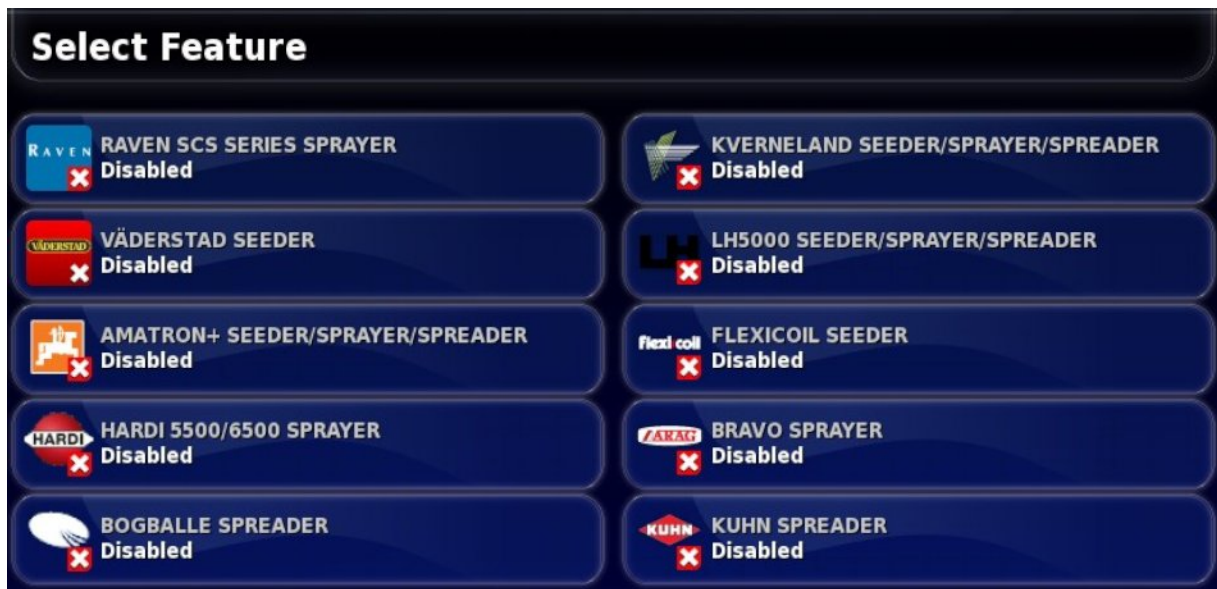 Select Feature
RAVEN
RAVEN SCS SERIES SPRAYER
Disabled
KVERNELAND SEEDER/SPRAYER/SPREADER
Disabled
VÄDERSTAD
VÄDERSTAD SEEDER
Disabled
LH
LH5000 SEEDER/SPRAYER/SPREADER
Disabled
AMATRON+ SEEDER/SPRAYER/SPREADER
Disabled
flexi coil
FLEXICOIL SEEDER
Disabled
HARDI
HARDI 5500/6500 SPRAYER
Disabled
ARAG
BRAVO SPRAYER
Disabled
BOGBALLE SPREADER
Disabled
KUHN
KUHN SPREADER
Disabled